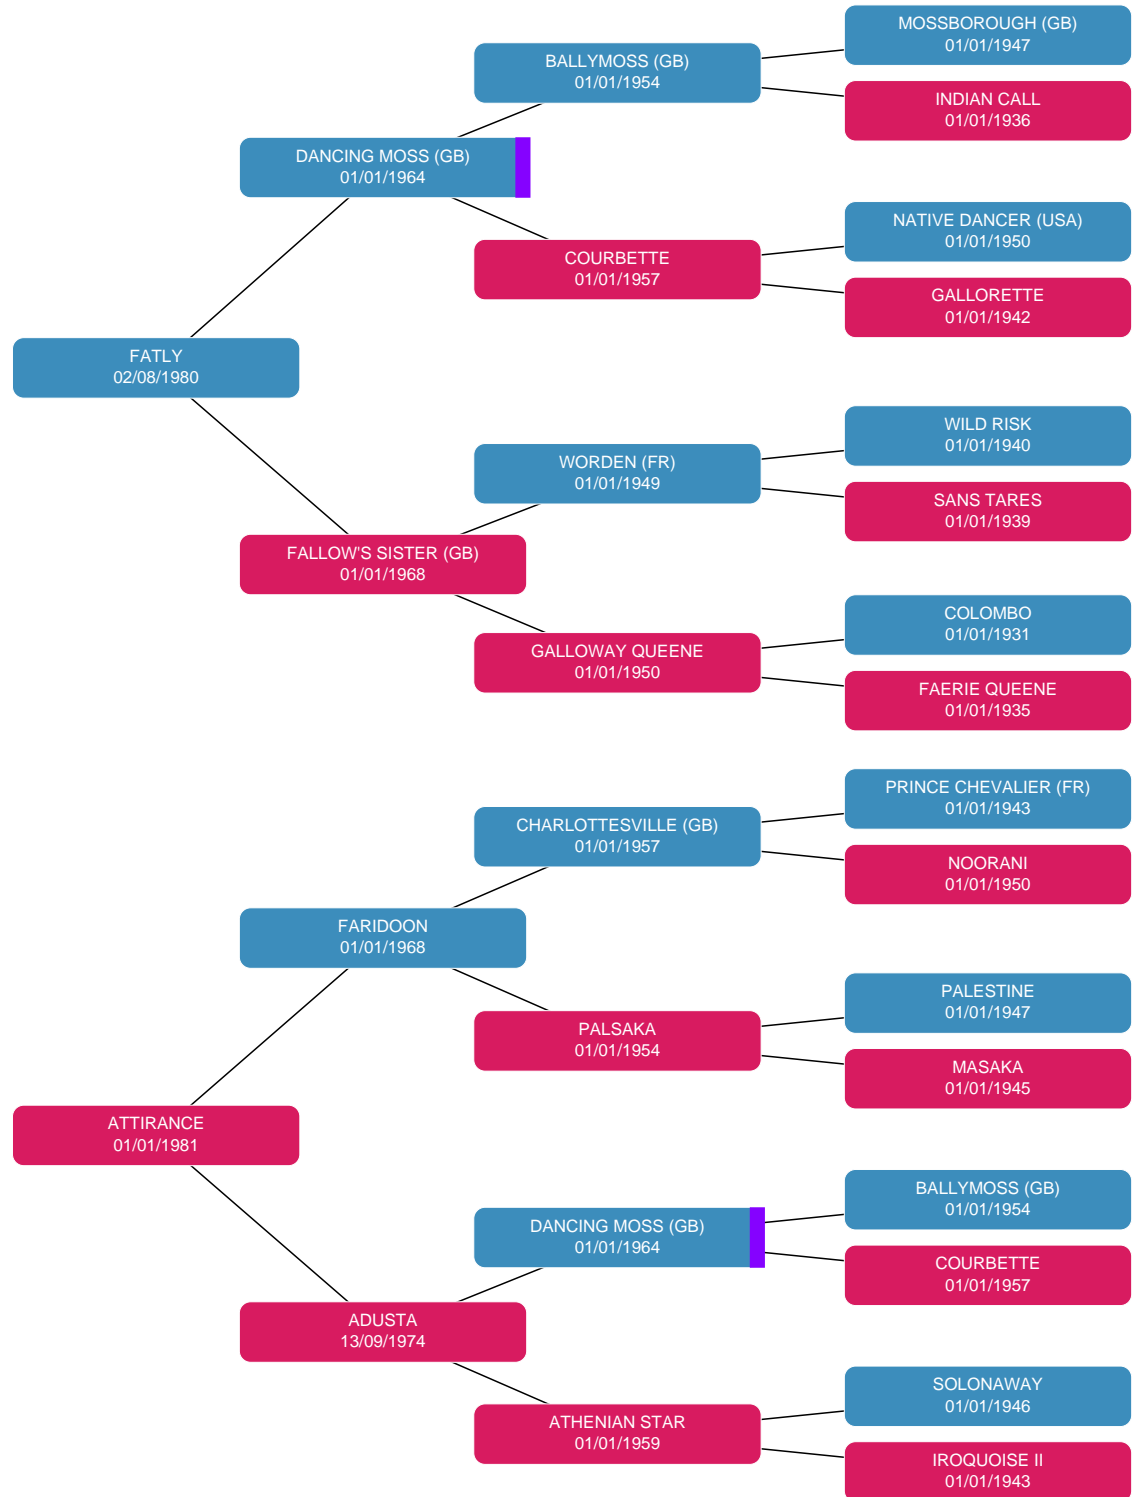 MOSSBOROUGH (GB)
01/01/1947
BALLYMOSS (GB)
01/01/1954
INDIAN CALL
01/01/1936
DANCING MOSS (GB)
01/01/1964
NATIVE DANCER (USA)
01/01/1950
COURBETTE
01/01/1957
GALLORETTE
01/01/1942
FATLY
02/08/1980
WILD RISK
01/01/1940
WORDEN (FR)
01/01/1949
SANS TARES
01/01/1939
FALLOW'S SISTER (GB)
01/01/1968
COLOMBO
01/01/1931
GALLOWAY QUEENE
01/01/1950
FAERIE QUEENE
01/01/1935
PRINCE CHEVALIER (FR)
01/01/1943
CHARLOTTESVILLE (GB)
01/01/1957
NOORANI
01/01/1950
FARIDOON
01/01/1968
PALESTINE
01/01/1947
PALSAKA
01/01/1954
MASAKA
01/01/1945
ATTIRANCE
01/01/1981
BALLYMOSS (GB)
01/01/1954
DANCING MOSS (GB)
01/01/1964
COURBETTE
01/01/1957
ADUSTA
13/09/1974
SOLONAWAY
01/01/1946
ATHENIAN STAR
01/01/1959
IROQUOISE II
01/01/1943